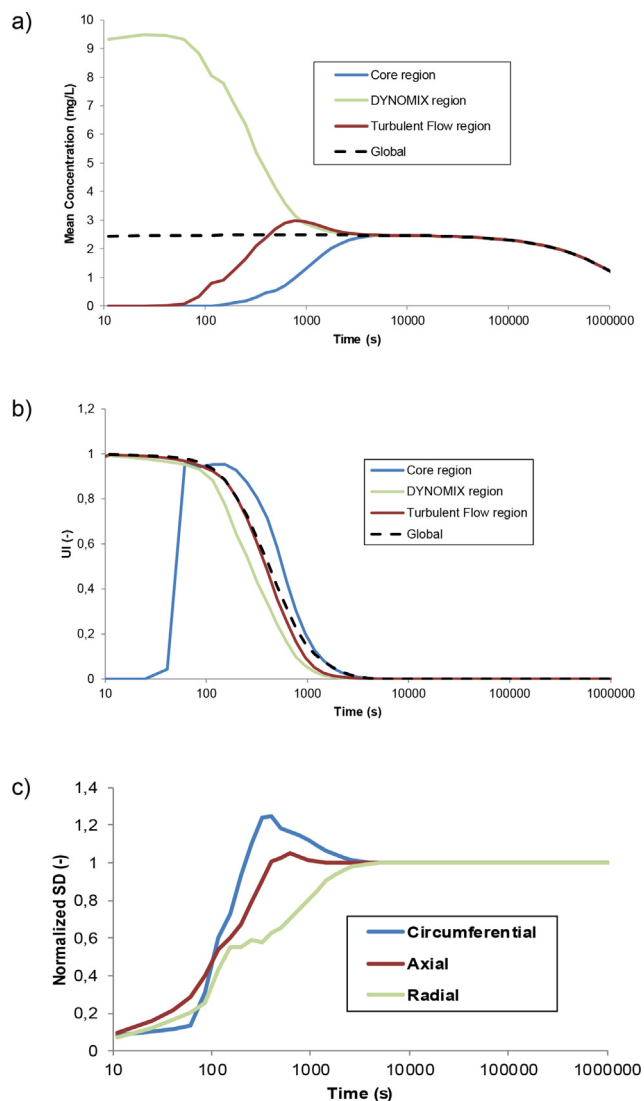 a)
10
9
8
7
6
5
4
3
2
1
0
Mean Concentration (mg/L)
Core region
DYNOMIX region
Turbulent Flow region
Global
10 100 1000 10000 100000 1000000
Time (s)
b)
1,2
1
0,8
0,6
0,4
0,2
0
UI (-)
Core region
DYNOMIX region
Turbulent Flow region
Global
10 100 1000 10000 100000 1000000
Time (s)
c)
1,4
1,2
1
0,8
0,6
0,4
0,2
0
Normalized SD (-)
Circumferential
Axial
Radial
10 100 1000 10000 100000 1000000
Time (s)